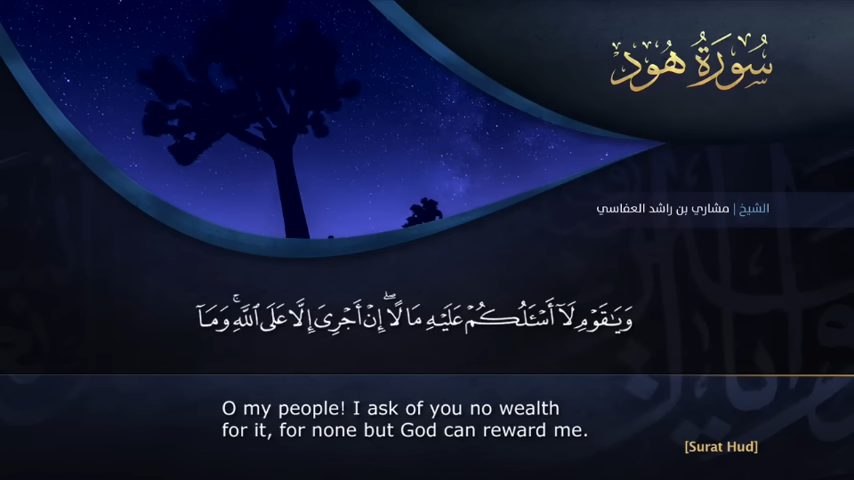 سُورَةُ هُود
الشيخ | مشاري بن راشد العفاسي
وَيَـٰقَوْمِ لَآ أَسْـَٔلُكُمْ عَلَيْهِ مَالًا ۖ إِنْ أَجْرِىَ إِلَّا عَلَى ٱللَّهِ ۚ وَمَآ
O my people! I ask of you no wealth
for it, for none but God can reward me.
[Surat Hud]